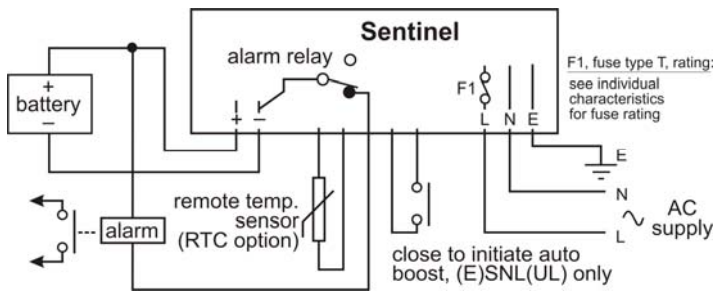 Sentinel
alarm relay
F1, fuse type T, rating:
see individual
characteristics
for fuse rating
F1
+
battery
–
+ –
L N E
E
N
AC
supply
L
remote temp.
sensor
(RTC option)
alarm
close to initiate auto
boost, (E)SNL(UL) only